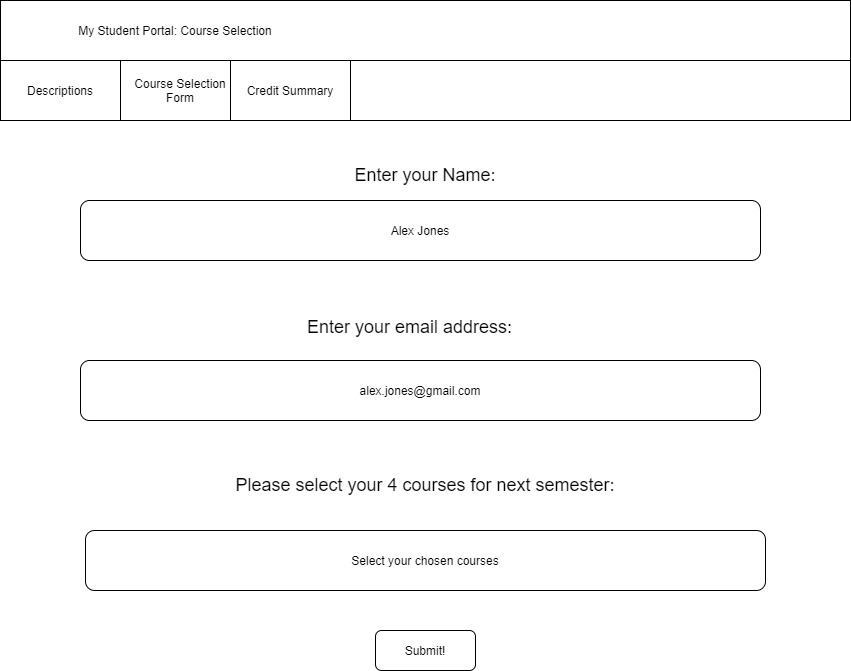 My Student Portal: Course Selection
Descriptions
Course Selection
Form
Credit Summary
Enter your Name:
Alex Jones
Enter your email address:
alex.jones@gmail.com
Please select your 4 courses for next semester:
Select your chosen courses
Submit!